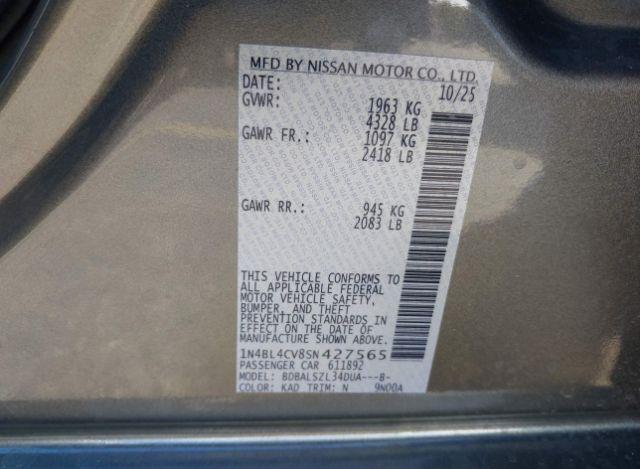 MFD BY NISSAN MOTOR CO., LTD.
DATE: 10/25
GVWR: 1963 KG
4328 LB
GAWR FR.: 1097 KG
2418 LB
GAWR RR.: 945 KG
2083 LB
THIS VEHICLE CONFORMS TO
ALL APPLICABLE FEDERAL
MOTOR VEHICLE SAFETY,
BUMPER, AND THEFT
PREVENTION STANDARDS IN
EFFECT ON THE DATE OF
MANUFACTURE SHOWN ABOVE.
1N4BL4CV8SN427565
PASSENGER CAR 611892
MODEL: BDBALSZL34DUA---B-
COLOR: KAD TRIM: N 9N00A